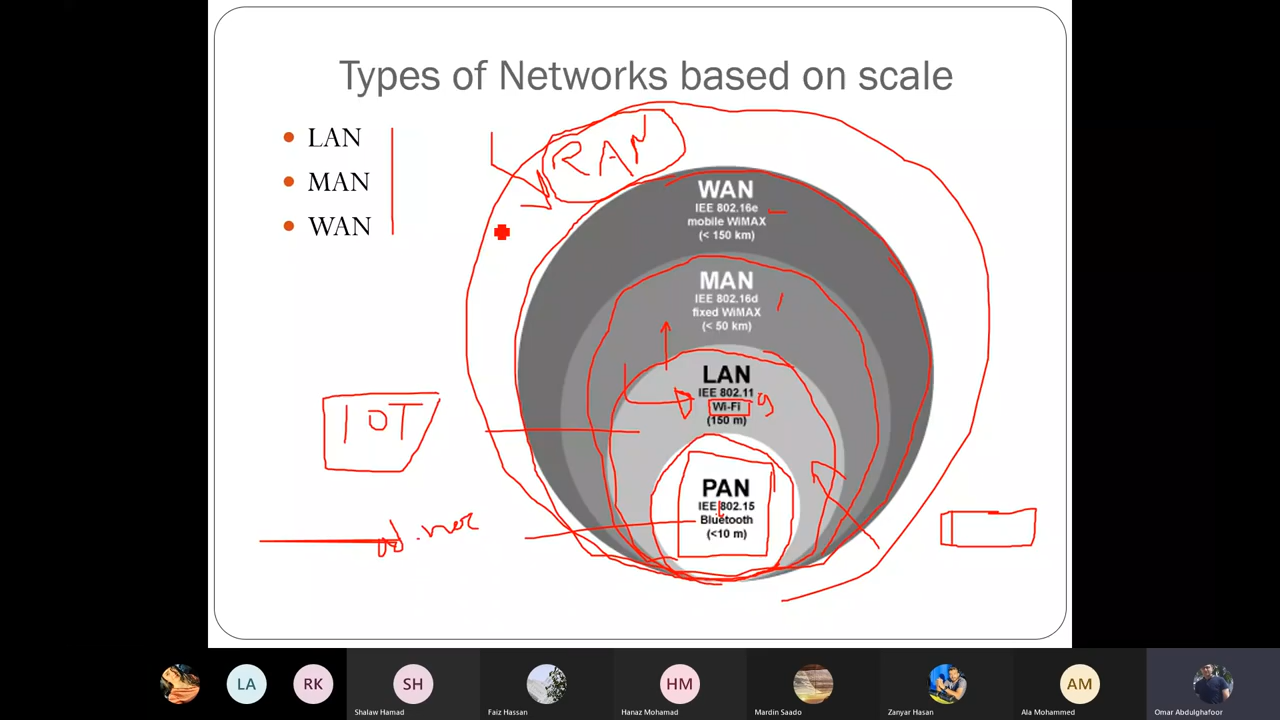 Types of Networks based on scale
LAN
MAN
WAN
RAN
WAN
IEE 802.16e
mobile WiMAX
(< 150 km)
MAN
IEE 802.16d
fixed WiMAX
(< 50 km)
LAN
IEE 802.11
Wi-Fi
(150 m)
IOT
PAN
IEE 802.15
Bluetooth
(<10 m)
LA
RK
SH
HM
AM
Shalaw Hamad
Faiz Hassan
Hanaz Mohamad
Mardin Saado
Zanyar Hasan
Ala Mohammed
Omar Abdulghafoor